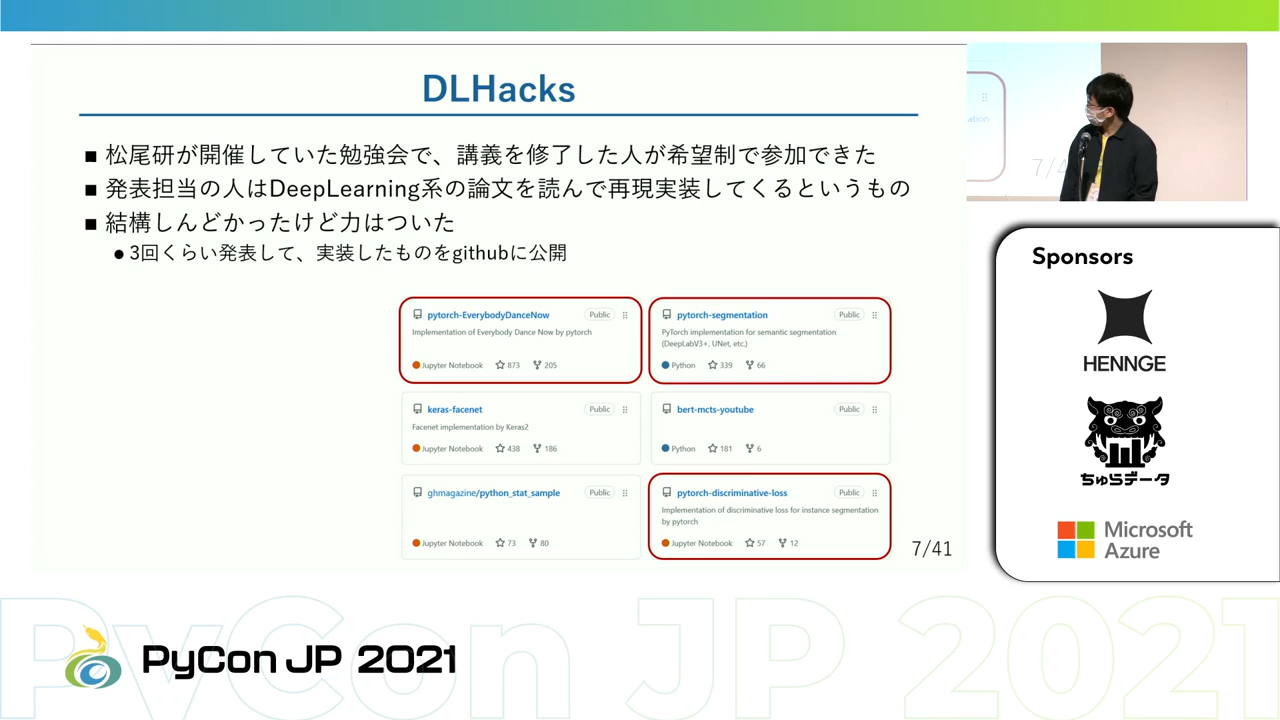 DLHacks
■ 松尾研が開催していた勉強会で、講義を修了した人が希望制で参加できた
■ 発表担当の人はDeepLearning系の論文を読んで再現実装してくるというもの
■ 結構しんどかったけど力はついた
● 3回くらい発表して、実装したものをgithubに公開
pytorch-EverybodyDanceNow Public
Implementation of Everybody Dance Now by pytorch
Jupyter Notebook 873 205
pytorch-segmentation Public
PyTorch implementation for semantic segmentation
(DeepLabV3+, UNet, etc.)
Python 339 66
keras-facenet Public
Facenet implementation by Keras2
Jupyter Notebook 438 186
bert-mcts-youtube Public
Python 181 6
ghmagazine/python_stat_sample Public
Jupyter Notebook 73 80
pytorch-discriminative-loss Public
Implementation of discriminative loss for instance segmentation
by pytorch
Jupyter Notebook 57 12
7/41
ation
7/4
Sponsors
HENNGE
ちゅらデータ
Microsoft
Azure
PyCon JP 2021
PyCon JP 2021